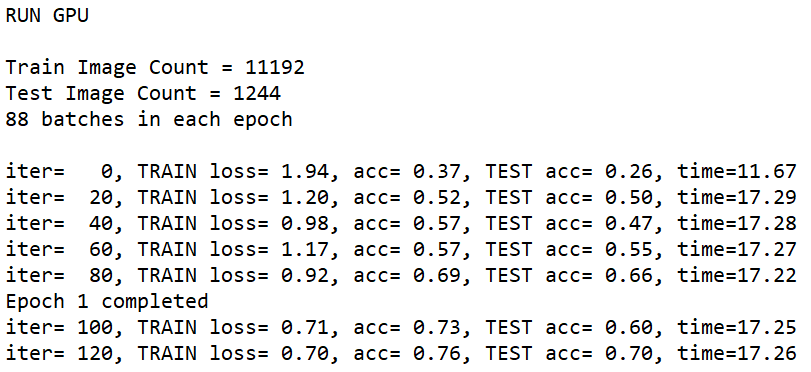 RUN GPU
Train Image Count = 11192
Test Image Count = 1244
88 batches in each epoch
iter=   0, TRAIN loss= 1.94, acc= 0.37, TEST acc= 0.26, time=11.67
iter=  20, TRAIN loss= 1.20, acc= 0.52, TEST acc= 0.50, time=17.29
iter=  40, TRAIN loss= 0.98, acc= 0.57, TEST acc= 0.47, time=17.28
iter=  60, TRAIN loss= 1.17, acc= 0.57, TEST acc= 0.55, time=17.27
iter=  80, TRAIN loss= 0.92, acc= 0.69, TEST acc= 0.66, time=17.22
Epoch 1 completed
iter= 100, TRAIN loss= 0.71, acc= 0.73, TEST acc= 0.60, time=17.25
iter= 120, TRAIN loss= 0.70, acc= 0.76, TEST acc= 0.70, time=17.26